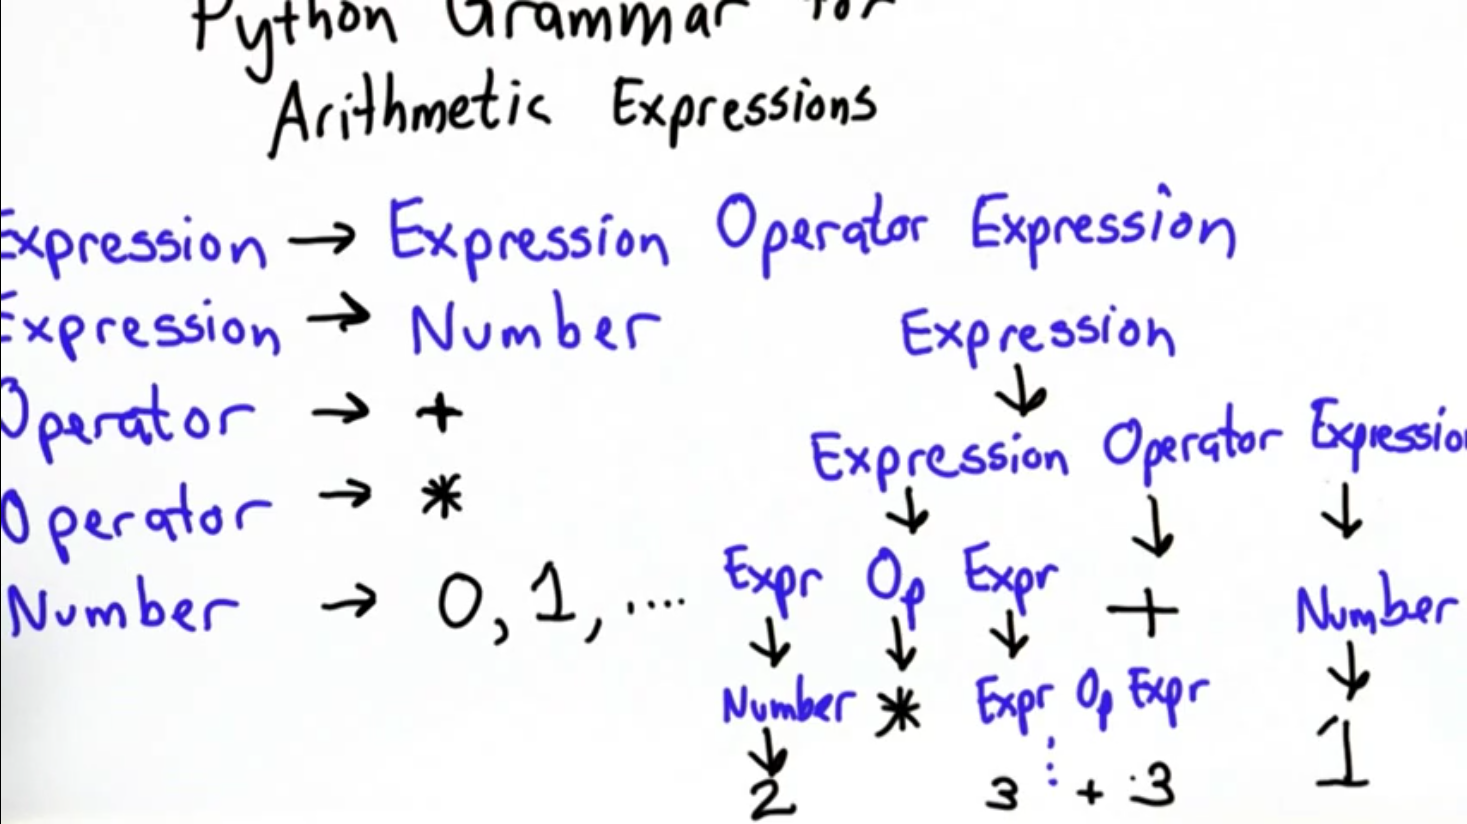 Python Grammar for
Arithmetic Expressions
Expression → Expression Operator Expression
Expression → Number
Expression
↓
Operator → +
Expression Operator Expression
↓ ↓ ↓
Operator → *
Expr Op Expr + Number
Number → 0, 1, ....
↓ ↓ ↓ ↓
Number * Expr Op Expr
↓ ⋮ 1
2 3 + 3